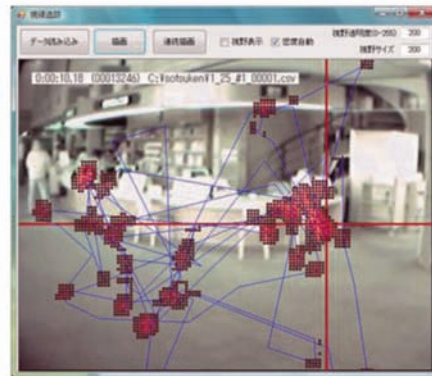 視線追跡
データ読み込み 描画 連続描画 視野表示 密度自動 視野透明度(0-255) 200
視野サイズ 200
0:00:10.18 (00013246) C:¥sotsuken¥1_25_#1_00001.csv